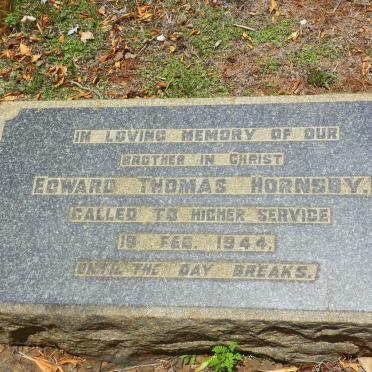 IN LOVING MEMORY OF OUR
BROTHER IN CHRIST
EDWARD THOMAS HORNSBY,
CALLED TO HIGHER SERVICE
19 FEB. 1944.
UNTIL THE DAY BREAKS.